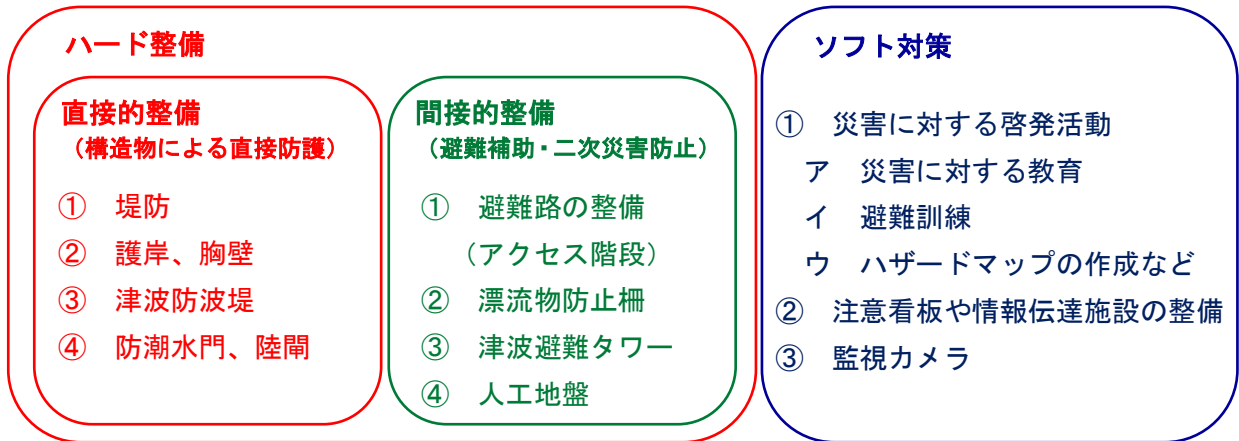 ハード整備
直接的整備
（構造物による直接防護）
① 堤防
② 護岸、胸壁
③ 津波防波堤
④ 防潮水門、陸閘
間接的整備
（避難補助・二次災害防止）
① 避難路の整備
（アクセス階段）
② 漂流物防止柵
③ 津波避難タワー
④ 人工地盤
ソフト対策
① 災害に対する啓発活動
ア 災害に対する教育
イ 避難訓練
ウ ハザードマップの作成など
② 注意看板や情報伝達施設の整備
③ 監視カメラ